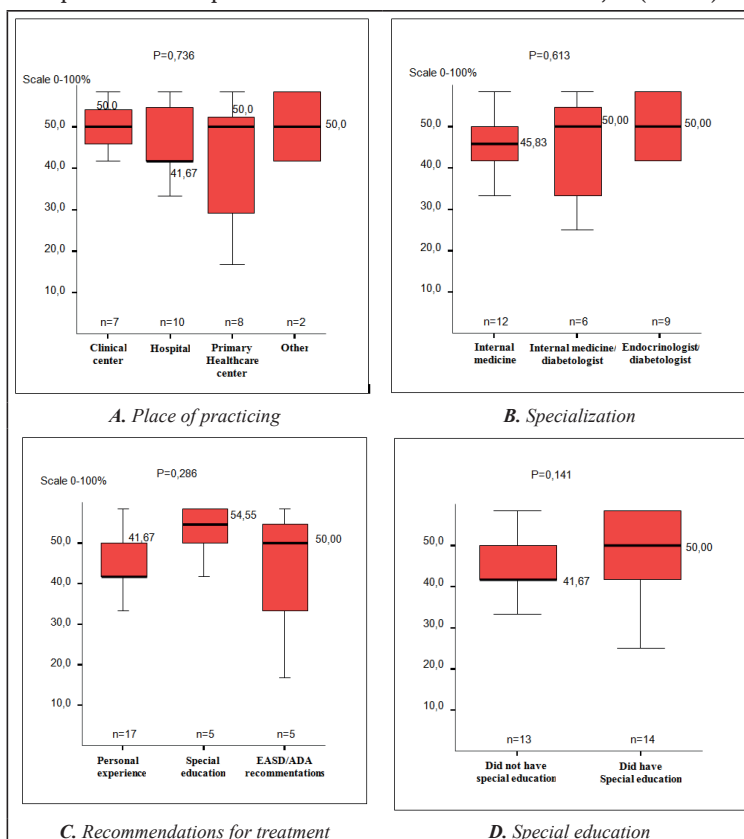 P=0,736
Scale 0-100%
50,0
50,0
50,0
50,0
41,67
40,0
30,0
20,0
10,0
n=7 n=10 n=8 n=2
Clinical center Hospital Primary Healthcare center Other
A. Place of practicing
P=0,613
Scale 0-100%
50,0
45,83
50,00
50,00
40,0
30,0
20,0
10,0
n=12 n=6 n=9
Internal medicine Internal medicine/ diabetologist Endocrinologist/ diabetologist
B. Specialization
P=0,286
Scale 0-100%
50,0
41,67
54,55
50,00
40,0
30,0
20,0
10,0
n=17 n=5 n=5
Personal experience Special education EASD/ADA recommentations
C. Recommendations for treatment
P=0,141
50,0
41,67
50,00
40,0
30,0
20,0
10,0
n=13 n=14
Did not have special education Did have Special education
D. Special education